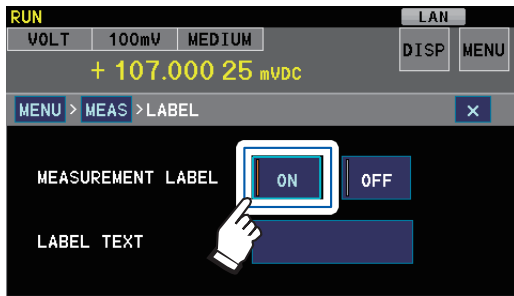 RUN LAN
VOLT 100mV MEDIUM DISP MENU
+ 107.000 25 mVDC
MENU > MEAS >LABEL ×
MEASUREMENT LABEL ON OFF
LABEL TEXT